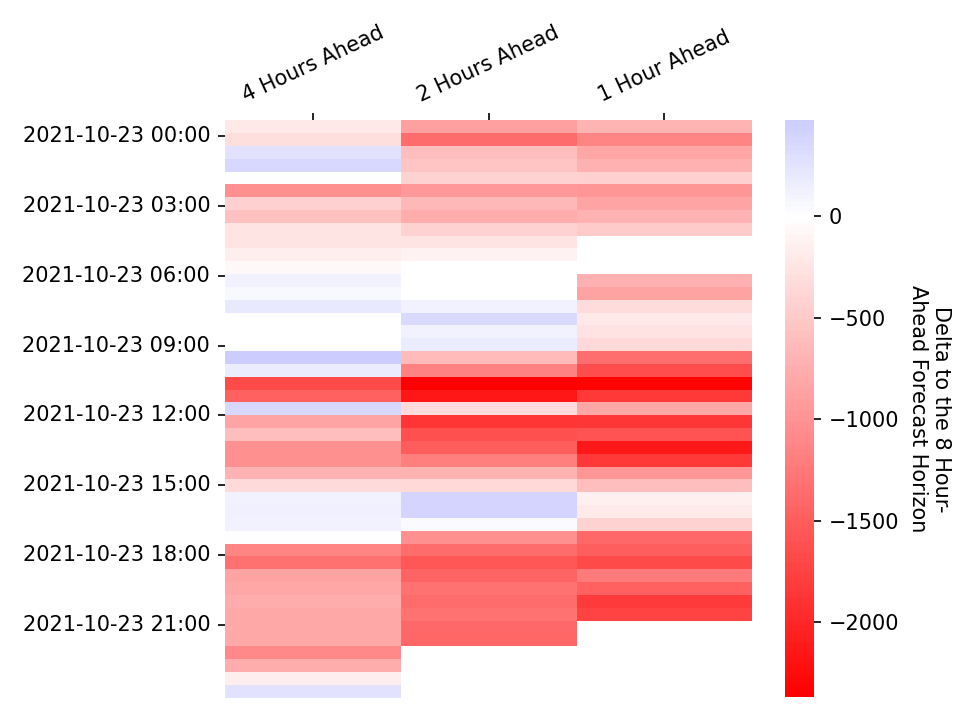 4 Hours Ahead
2 Hours Ahead
1 Hour Ahead
2021-10-23 00:00
2021-10-23 03:00
2021-10-23 06:00
2021-10-23 09:00
2021-10-23 12:00
2021-10-23 15:00
2021-10-23 18:00
2021-10-23 21:00
0
−500
−1000
−1500
−2000
Delta to the 8 Hour-
Ahead Forecast Horizon